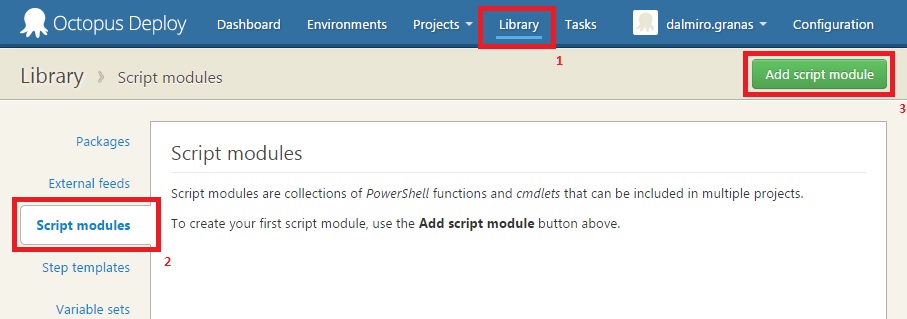 Octopus Deploy Dashboard Environments Projects Library Tasks dalmiro.granas Configuration
1
Library » Script modules Add script module
3
Packages
External feeds
Script modules
2
Step templates
Variable sets
Script modules
Script modules are collections of PowerShell functions and cmdlets that can be included in multiple projects.
To create your first script module, use the Add script module button above.